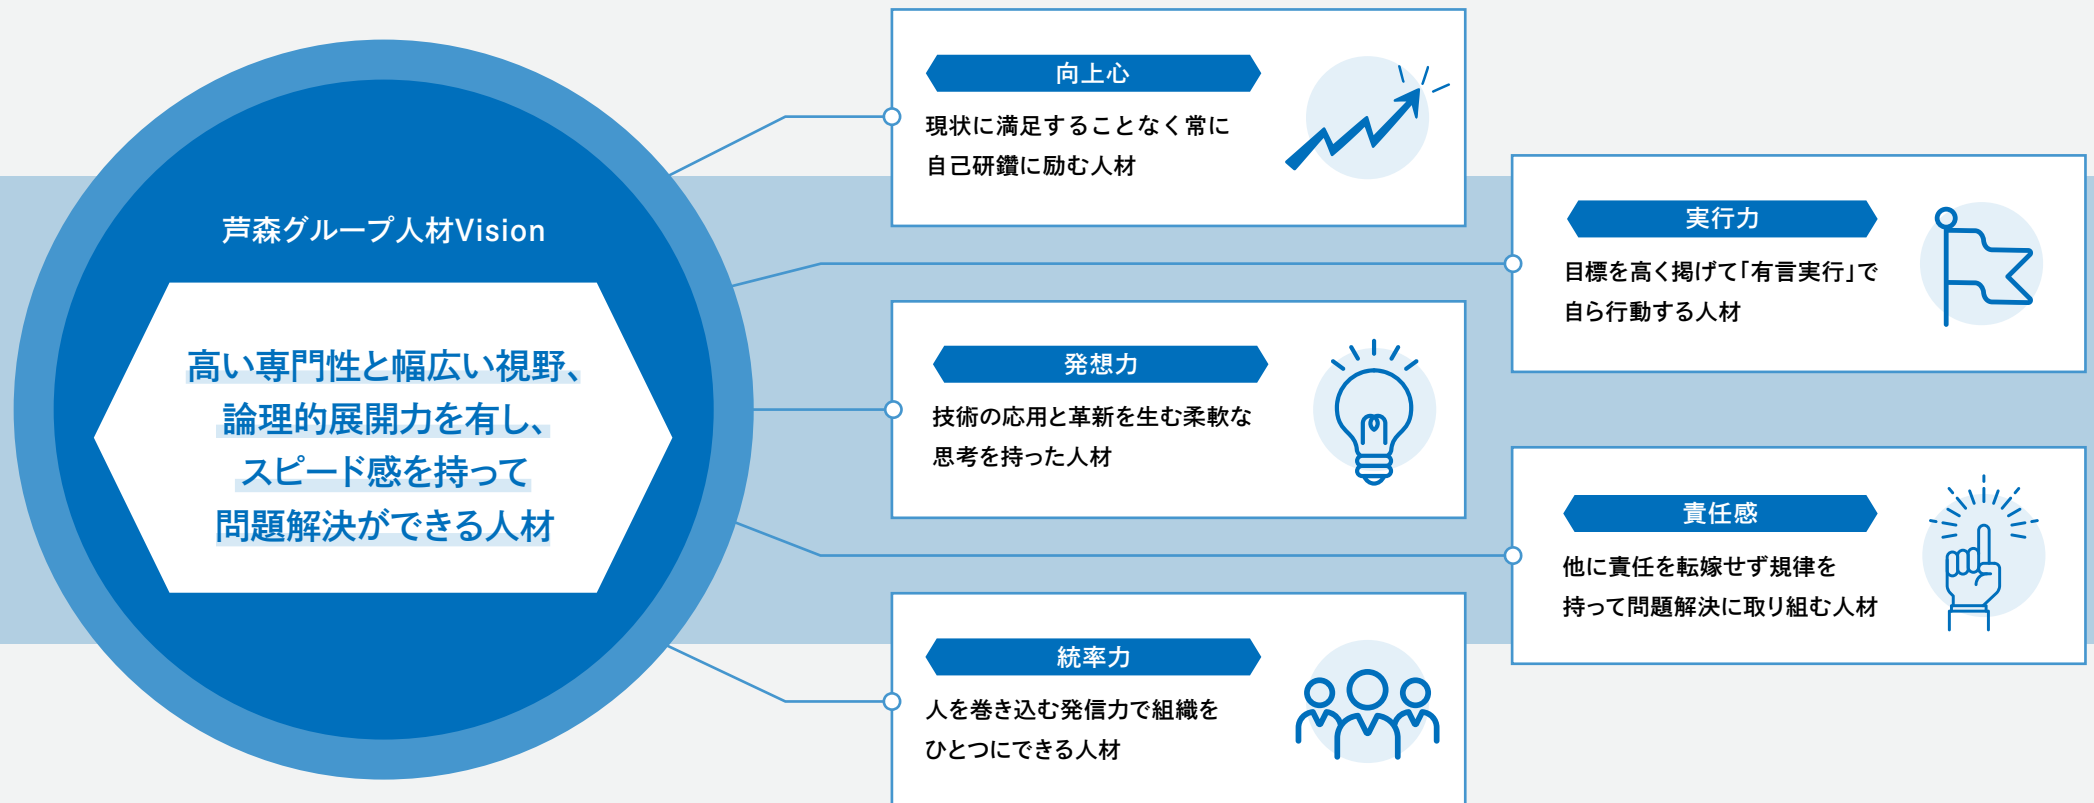 芦森グループ人材Vision
高い専門性と幅広い視野、
論理的展開力を有し、
スピード感を持って
問題解決ができる人材
向上心
現状に満足することなく常に
自己研鑽に励む人材
実行力
目標を高く掲げて「有言実行」で
自ら行動する人材
発想力
技術の応用と革新を生む柔軟な
思考を持った人材
責任感
他に責任を転嫁せず規律を
持って問題解決に取り組む人材
統率力
人を巻き込む発信力で組織を
ひとつにできる人材